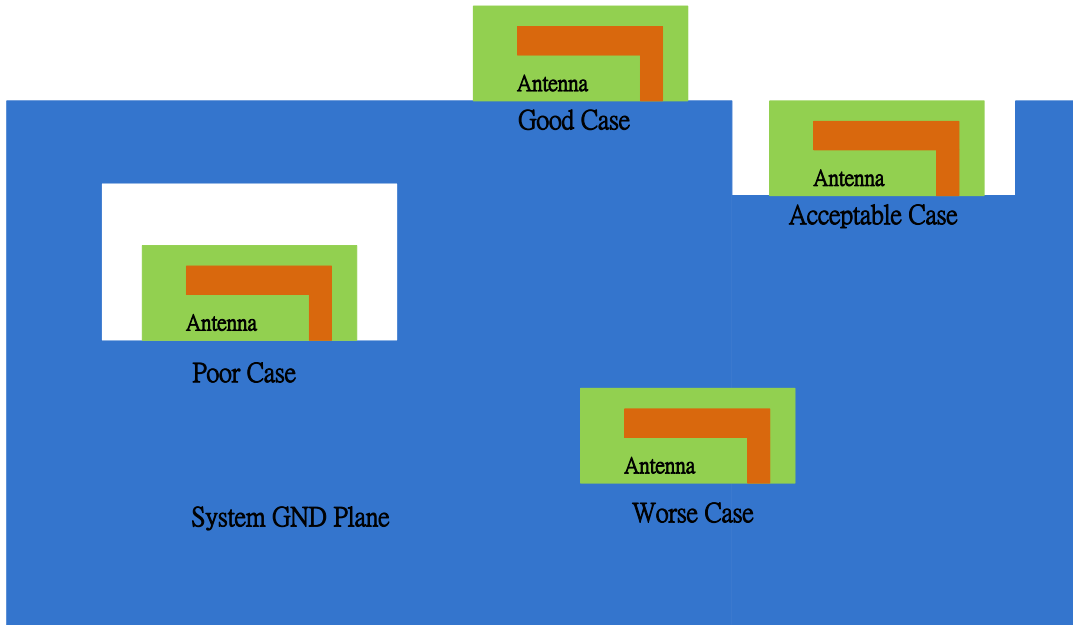 Antenna
Good Case
Antenna
Acceptable Case
Antenna
Poor Case
Antenna
Worse Case
System GND Plane